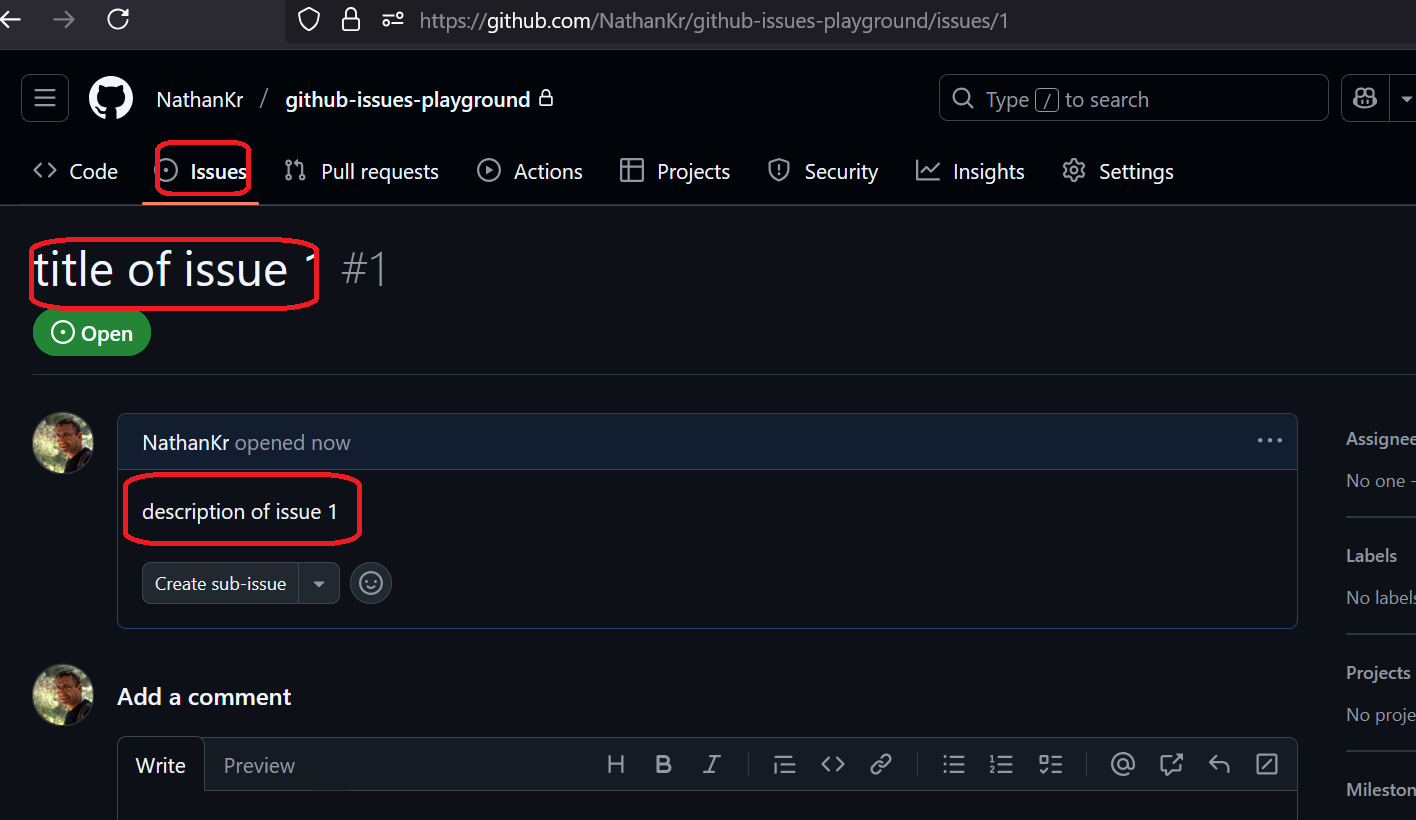 https://github.com/NathanKr/github-issues-playground/issues/1
NathanKr / github-issues-playground
Type / to search
Code Issues Pull requests Actions Projects Security Insights Settings
title of issue 1 #1
Open
NathanKr opened now
description of issue 1
Create sub-issue
Assignee
No one -
Labels
No labels
Projects
No proje
Mileston
Add a comment
Write Preview